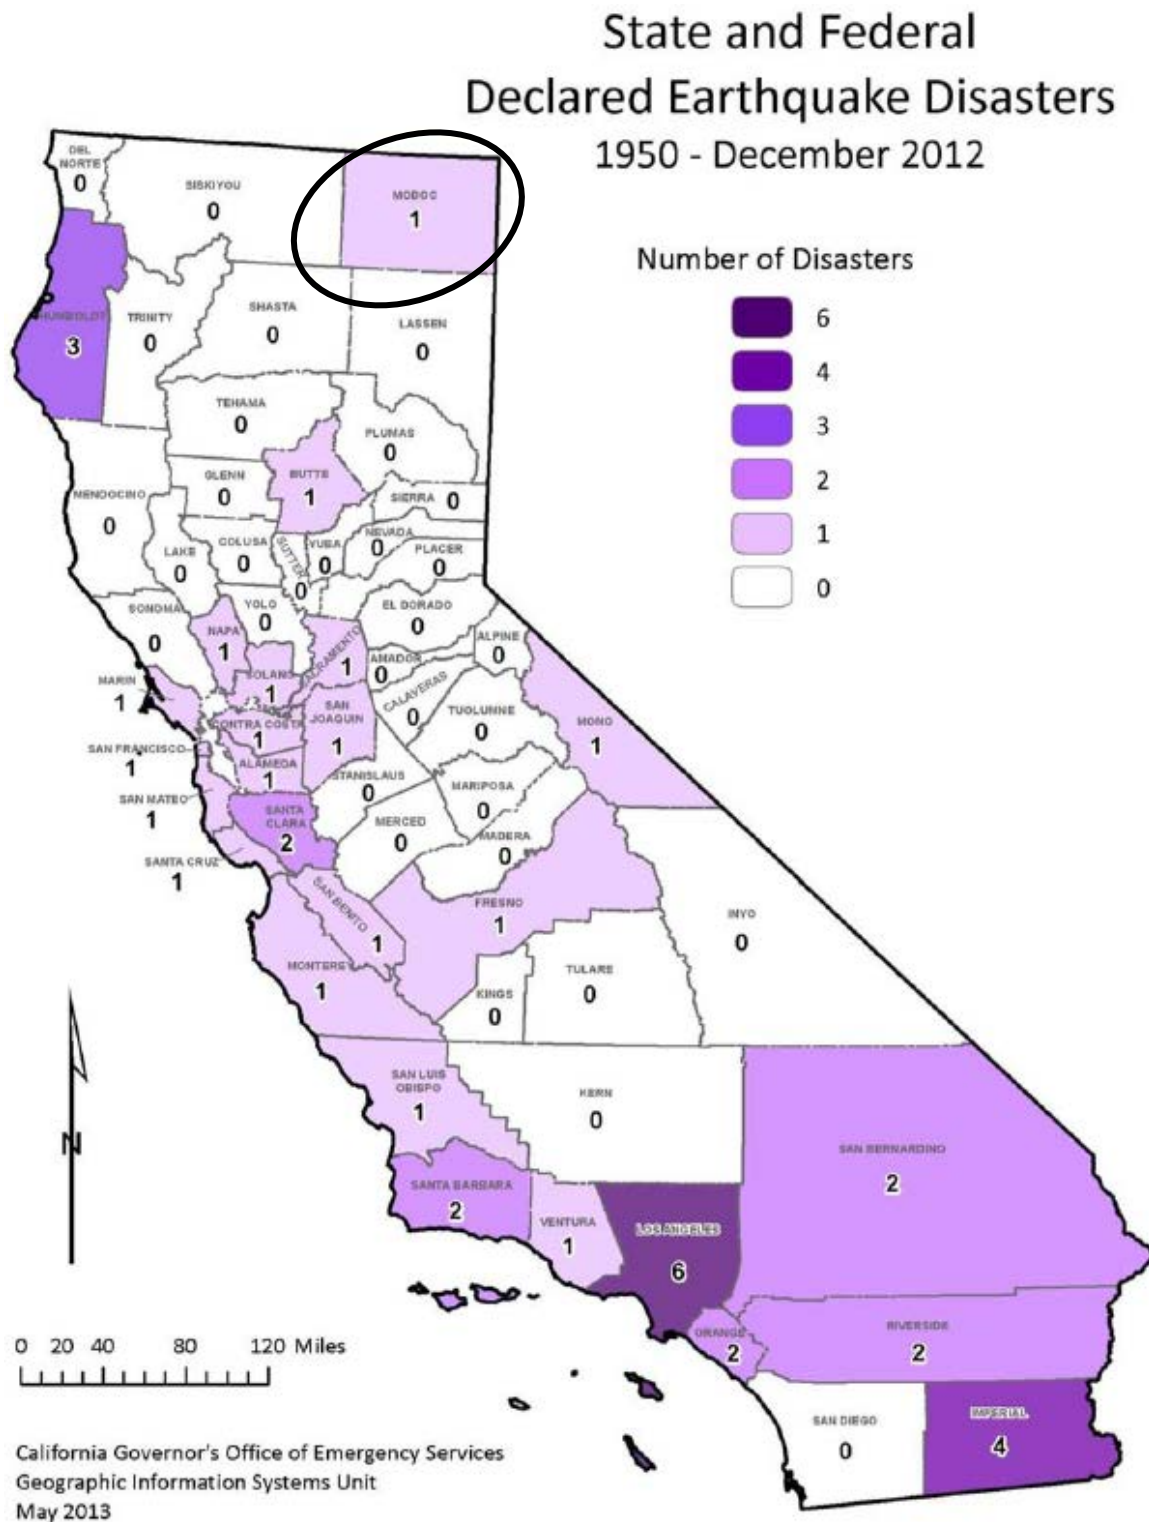 State and Federal
Declared Earthquake Disasters
1950 - December 2012
Number of Disasters
6
4
3
2
1
0
DEL
NORTE
0
SISKIYOU
0
MODOC
1
HUMBOLDT
3
TRINITY
0
SHASTA
0
LASSEN
0
TEHAMA
0
PLUMAS
0
GLENN
0
BUTTE
1
SIERRA 0
MENDOCINO
0
LAKE
0
COLUSA
0
SUTTER
0
YUBA
0
NEVADA
0
PLACER
0
SONOMA
0
NAPA
1
YOLO
0
EL DORADO
0
ALPINE
0
SOLANO
1
SACRAMENTO
1
AMADOR
0
CALAVERAS
0
TUOLUMNE
0
MONO
1
MARIN
1
CONTRA COSTA
1
SAN
JOAQUIN
1
SAN FRANCISCO
1
ALAMEDA
1
STANISLAUS
0
MARIPOSA
0
SAN MATEO
1
SANTA
CLARA
2
MERCED
0
MADERA
0
SANTA CRUZ
1
SAN BENITO
1
FRESNO
1
INYO
0
MONTEREY
1
KINGS
0
TULARE
0
SAN LUIS
OBISPO
1
KERN
0
SAN BERNARDINO
2
SANTA BARBARA
2
VENTURA
1
LOS ANGELES
6
ORANGE
2
RIVERSIDE
2
SAN DIEGO
0
IMPERIAL
4
N
0 20 40 80 120 Miles
California Governor's Office of Emergency Services
Geographic Information Systems Unit
May 2013